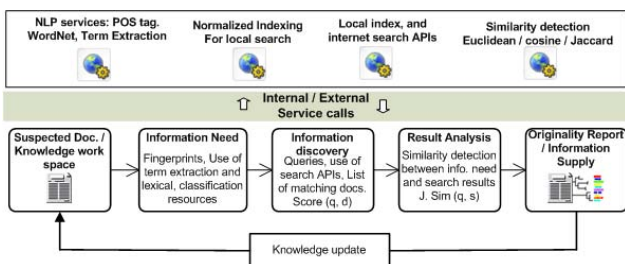 NLP services: POS tag.
WordNet, Term Extraction
Normalized Indexing
For local search
Local index, and
internet search APIs
Similarity detection
Euclidean / cosine / Jaccard
Internal / External
Service calls
Suspected Doc. /
Knowledge work
space
Information Need
Fingerprints, Use of
term extraction and
lexical, classification
resources
Information
discovery
Queries, use of
search APIs, List
of matching docs.
Score (q, d)
Result Analysis
Similarity detection
between info. need
and search results
J. Sim (q, s)
Originality Report
/ Information
Supply
Knowledge update